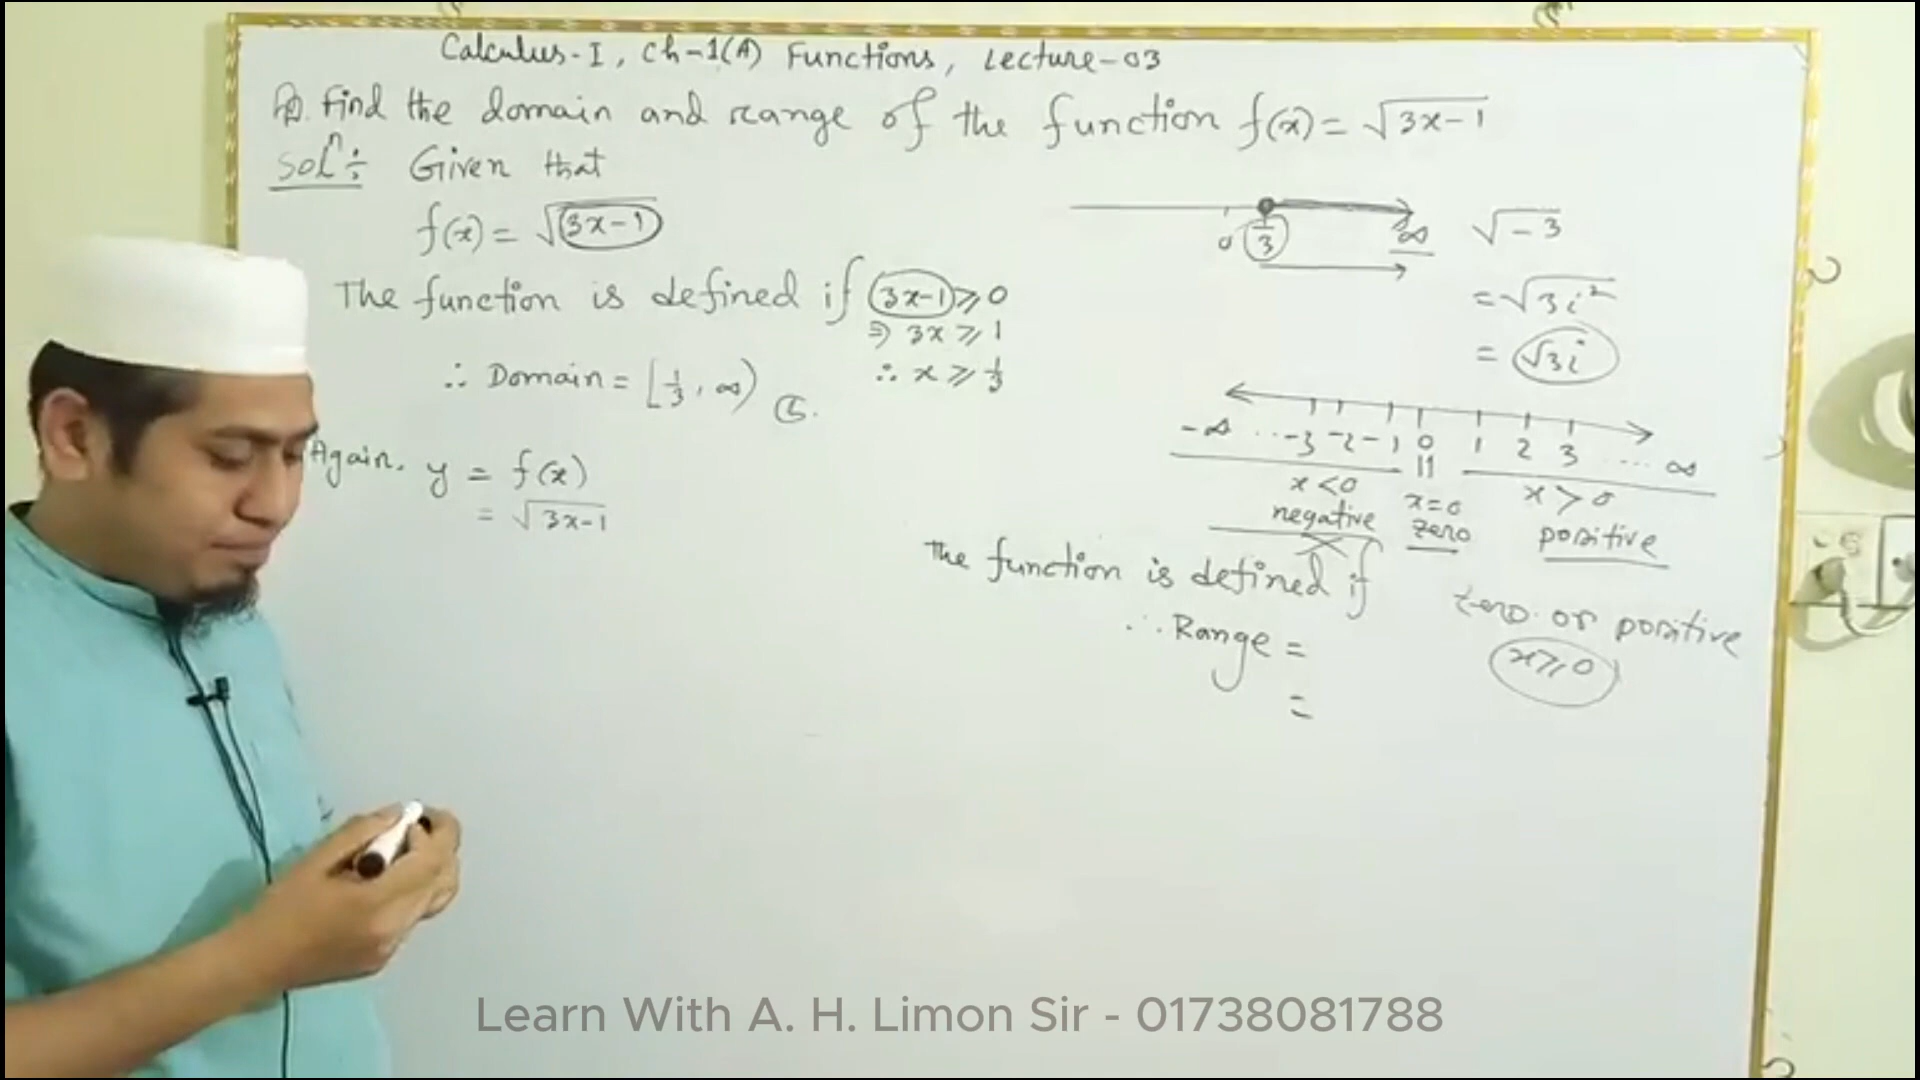 Calculus-I, Ch-1(A) Functions, Lecture-03
Find the domain and range of the function f(x) = √3x-1
Solⁿ: Given that
f(x) = √(3x-1)
The function is defined if (3x-1) ⩾ 0
⇒ 3x ⩾ 1
∴ x ⩾ 1/3
∴ Domain = [1/3, ∞)
Again, y = f(x)
= √3x-1
0 1/3 ∞
√-3
= √3i²
= √3i
-∞ ...-3 -2 -1 0 1 2 3 .... ∞
x<0 x=0 x>0
negative zero positive
The function is defined if
zero or positive
x⩾0
∴ Range =
=
Learn With A. H. Limon Sir - 01738081788